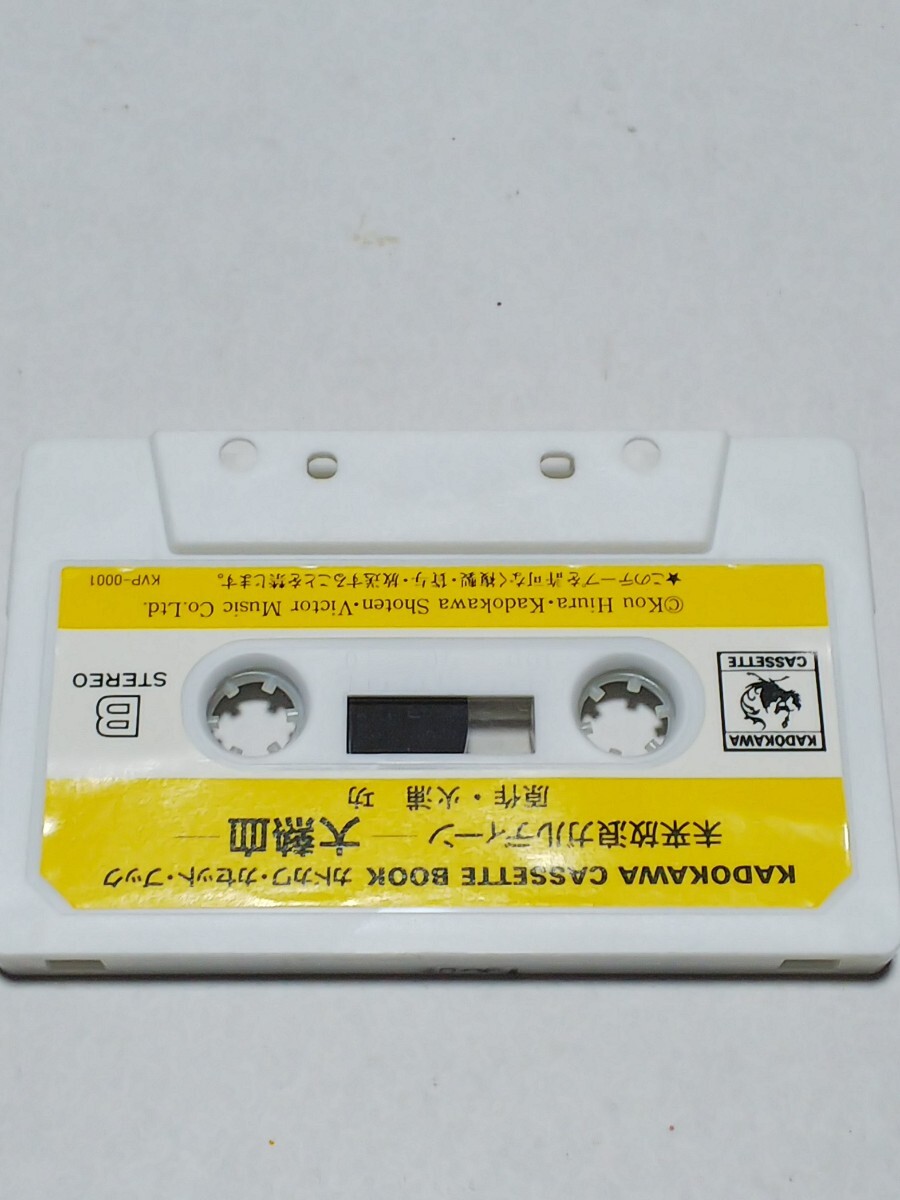 KADOKAWA CASSETTE BOOK カドカワ・カセット・ブック
未来放浪ガルディーン — 大熱血 —
原作・火浦 功
KADOKAWA
CASSETTE
B
STEREO
©Kou Hiura・Kadokawa Shoten・Victor Music Co.Ltd.
★このテープを許可なく複製・貸与・放送することを禁じます。 KVP-0001